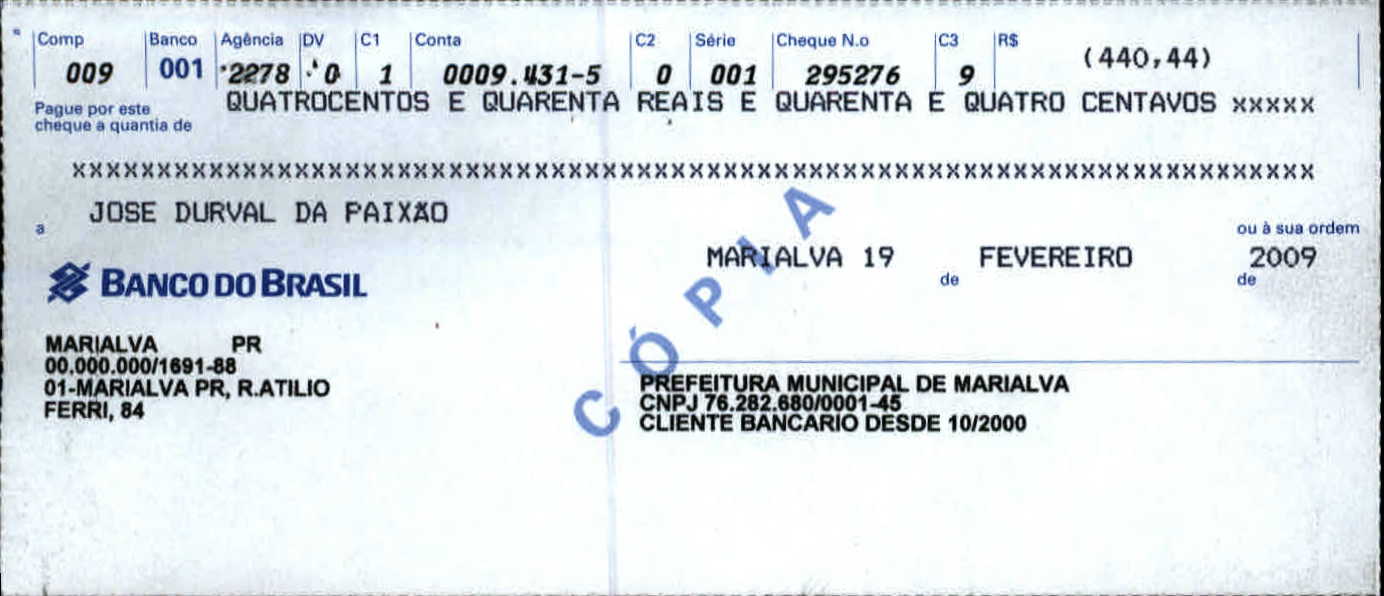 Comp Banco Agência DV C1 Conta C2 Série Cheque N.o C3 R$ (440,44)
009 001 2278 0 1 0009.431-5 0 001 295276 9
Pague por este cheque a quantia de QUATROCENTOS E QUARENTA REAIS E QUARENTA E QUATRO CENTAVOS xxxxx
xxxxxxxxxxxxxxxxxxxxxxxxxxxxxxxxxxxxxxxxxxxxxxxxxxxxxxxxxxxxxxxxxxxxxxxxxxxxxxxxxxxxxxx
a JOSE DURVAL DA PAIXÃO ou à sua ordem
MARIALVA 19 de FEVEREIRO de 2009
BANCO DO BRASIL
CÓPIA
MARIALVA PR
00.000.000/1691-88
01-MARIALVA PR, R.ATILIO
FERRI, 84
PREFEITURA MUNICIPAL DE MARIALVA
CNPJ 76.282.680/0001-45
CLIENTE BANCARIO DESDE 10/2000